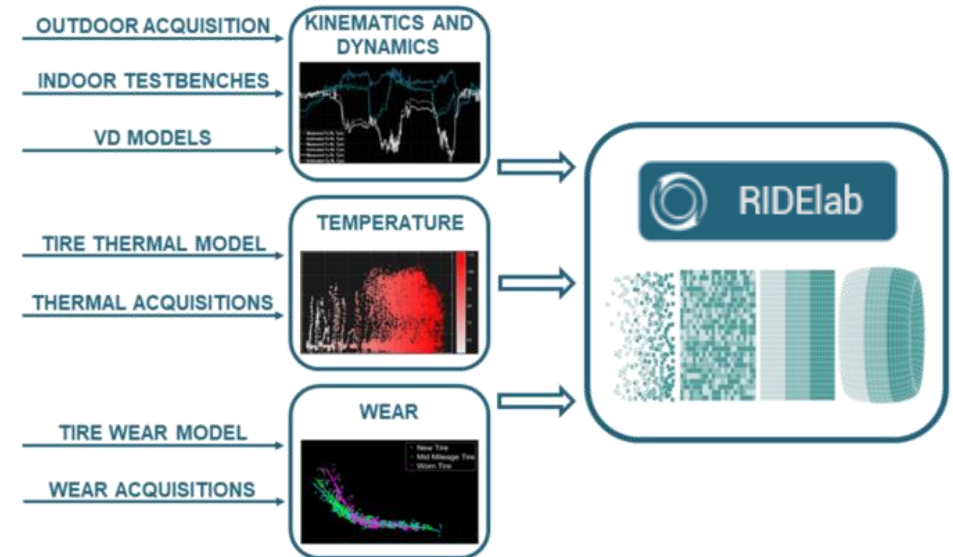 OUTDOOR ACQUISITION
INDOOR TESTBENCHES
VD MODELS
KINEMATICS AND
DYNAMICS
TIRE THERMAL MODEL
THERMAL ACQUISITIONS
TEMPERATURE
TIRE WEAR MODEL
WEAR ACQUISITIONS
WEAR
New Tire
Mid Mileage Tire
Worn Tire
RIDElab